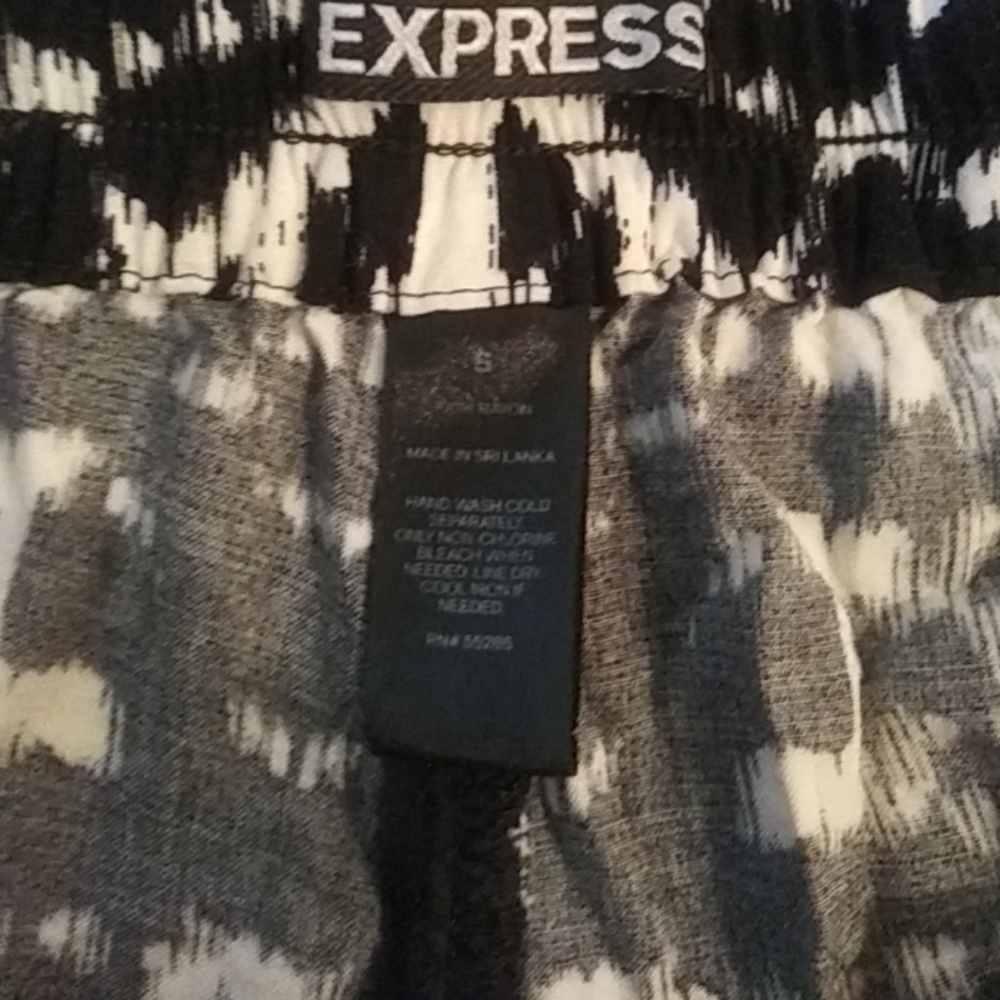 EXPRESS
S
RAYON
MADE IN SRI LANKA
HAND WASH COLD
SEPARATELY
ONLY NON-CHLORINE
BLEACH WHEN
NEEDED. LINE DRY.
COOL IRON IF
NEEDED.
RN# 55285